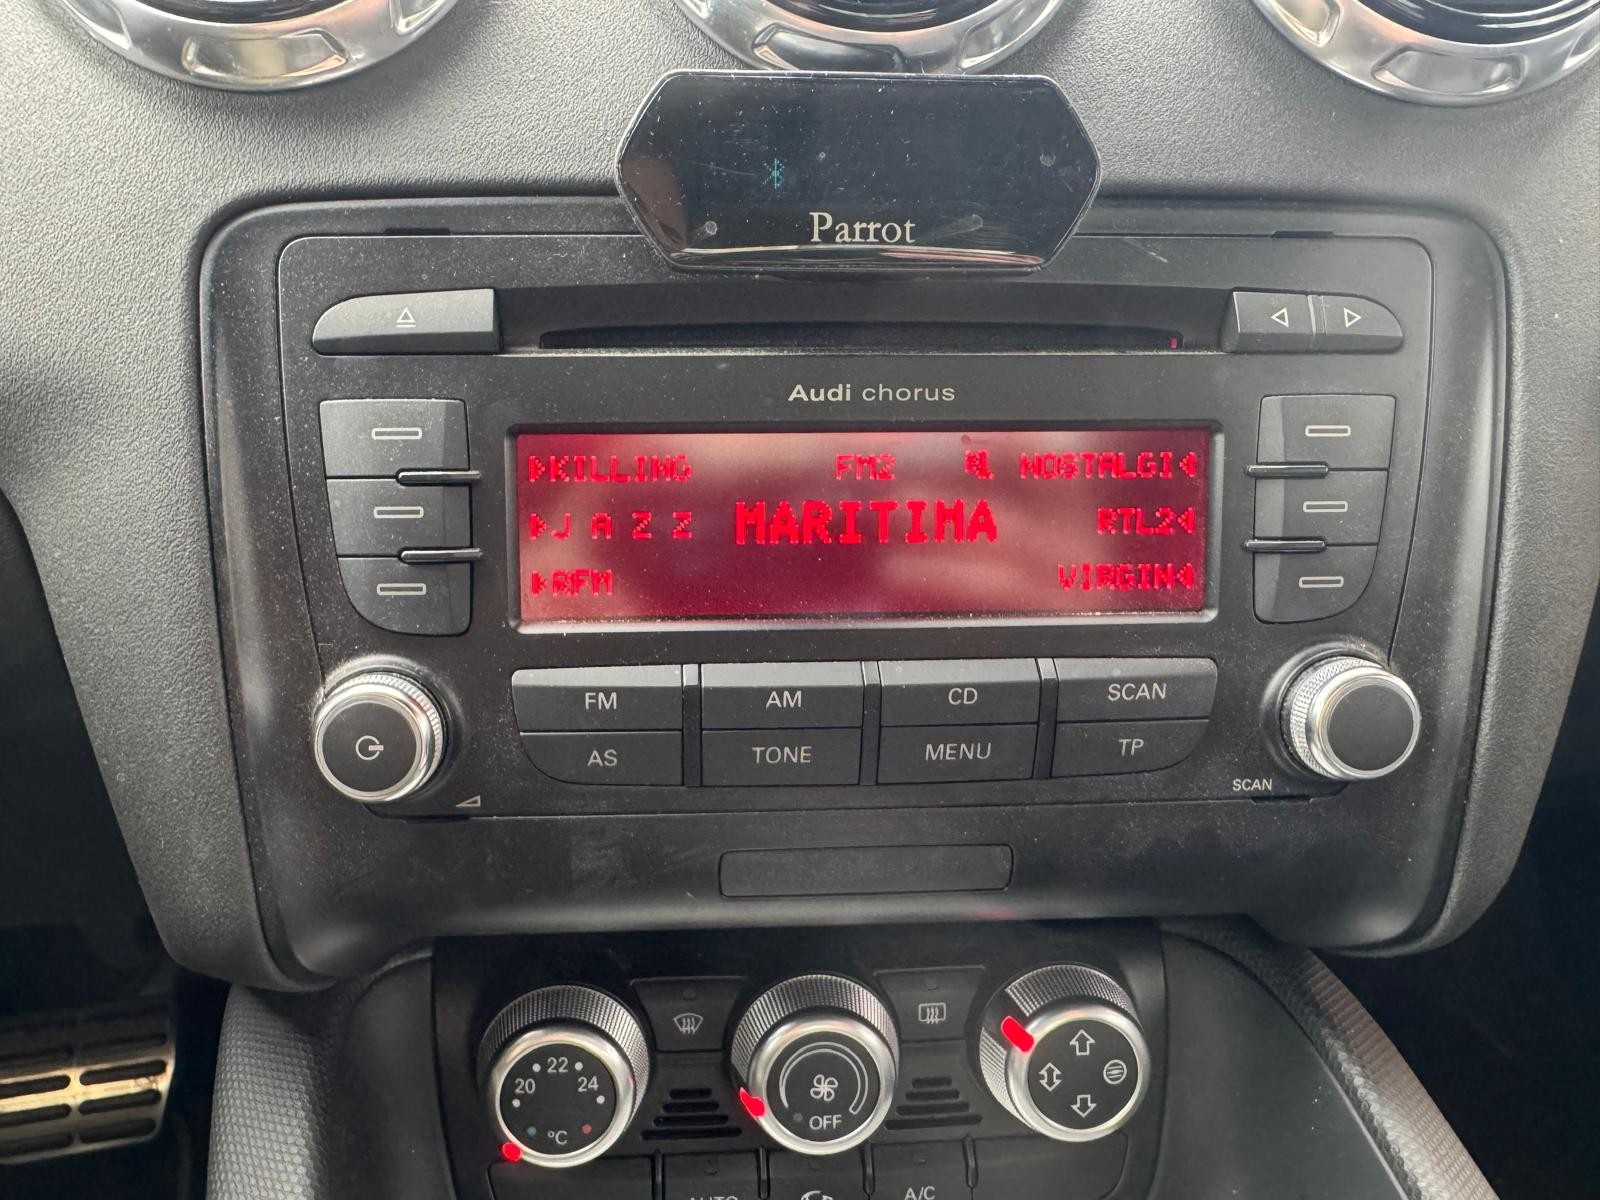 Parrot
Audi chorus
KILLING FM2 NOSTALGI
J A Z Z MARITIMA RTL2
RFM VIRGIN
FM AM CD SCAN
AS TONE MENU TP
SCAN
22
20 24
°C
OFF
AUTO A/C